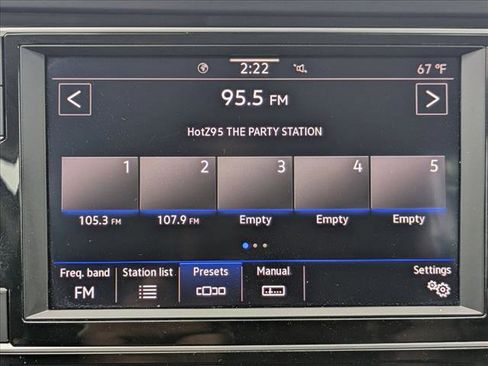 2:22
67 °F
< 95.5 FM >
HotZ95 THE PARTY STATION
1 2 3 4 5
105.3 FM 107.9 FM Empty Empty Empty
Freq. band Station list Presets Manual Settings
FM